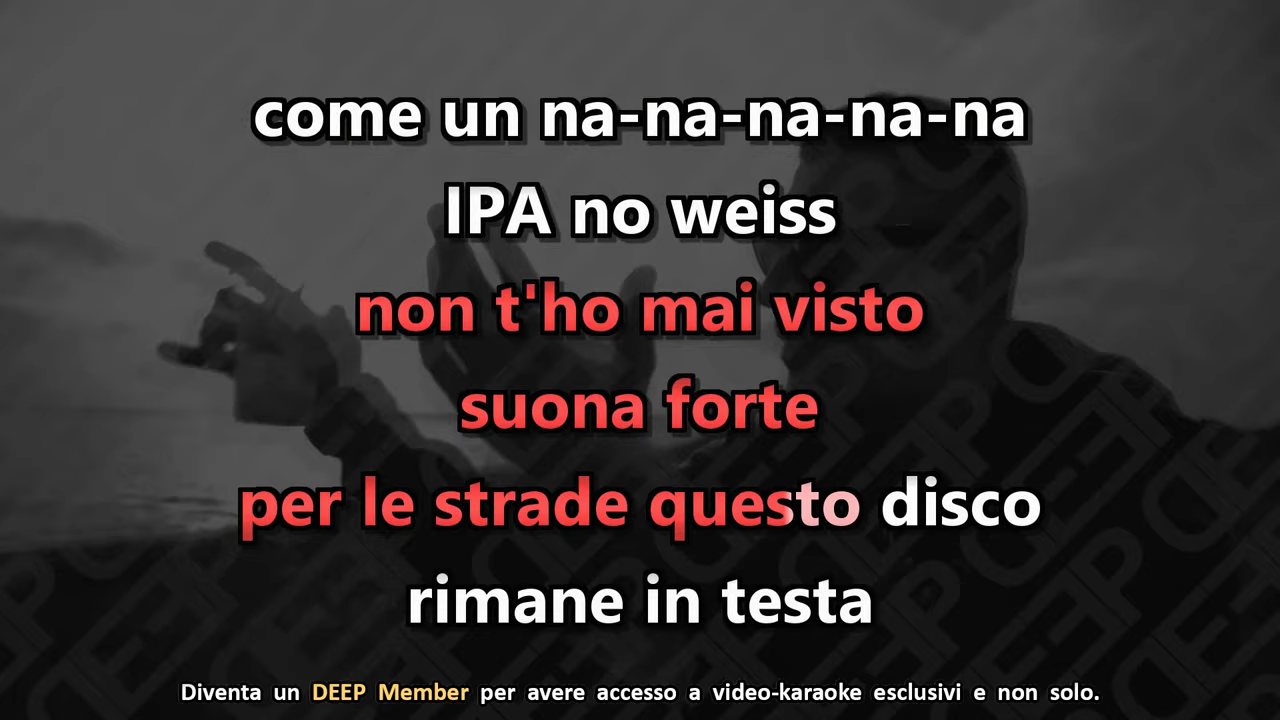 come un na-na-na-na-na
IPA no weiss
non t'ho mai visto
suona forte
per le strade questo disco
rimane in testa
Diventa un DEEP Member per avere accesso a video-karaoke esclusivi e non solo.